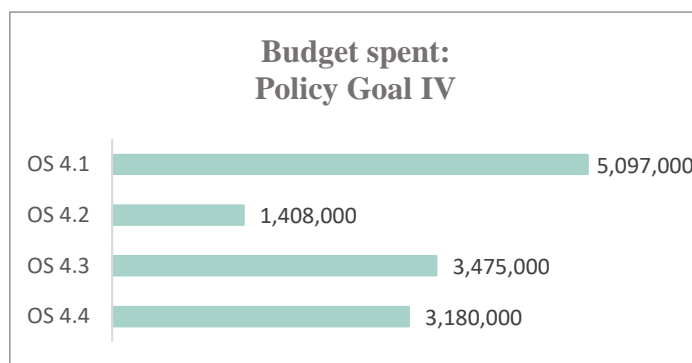 Budget spent:
Policy Goal IV
OS 4.1 5,097,000
OS 4.2 1,408,000
OS 4.3 3,475,000
OS 4.4 3,180,000